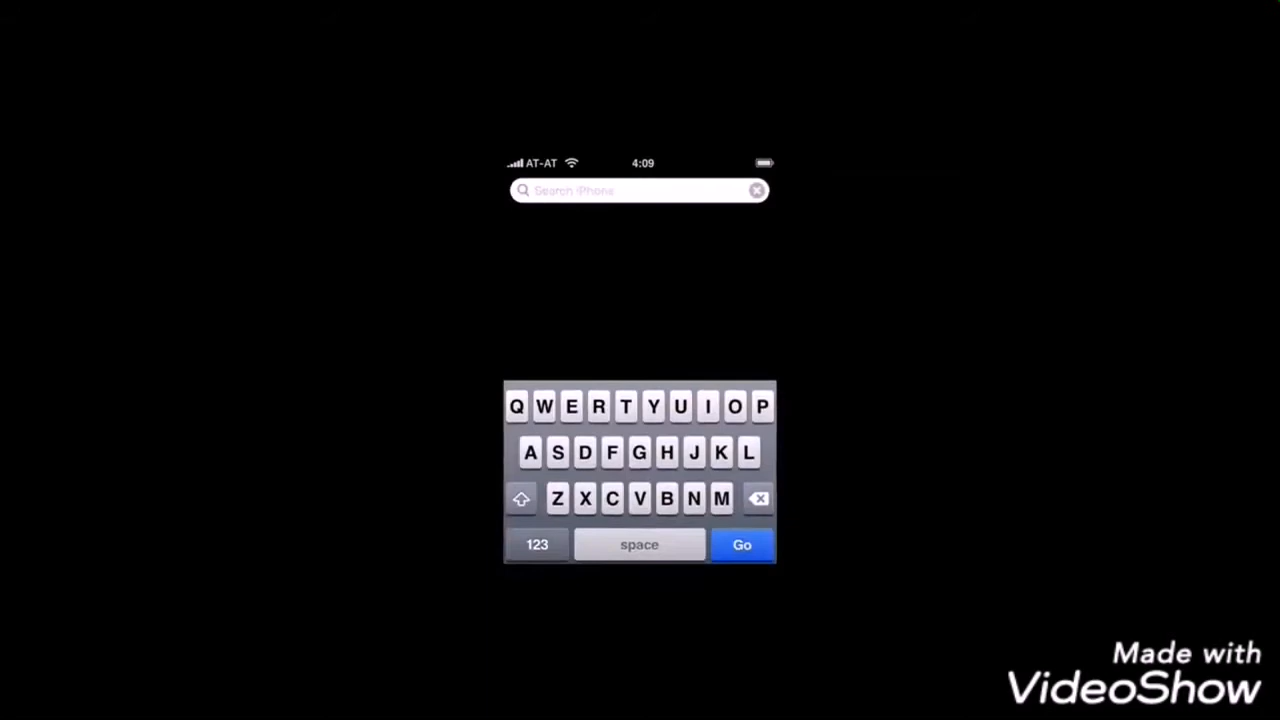 AT-AT 4:09
Search iPhone
Q W E R T Y U I O P
A S D F G H J K L
Z X C V B N M
123 space Go
Made with
VideoShow